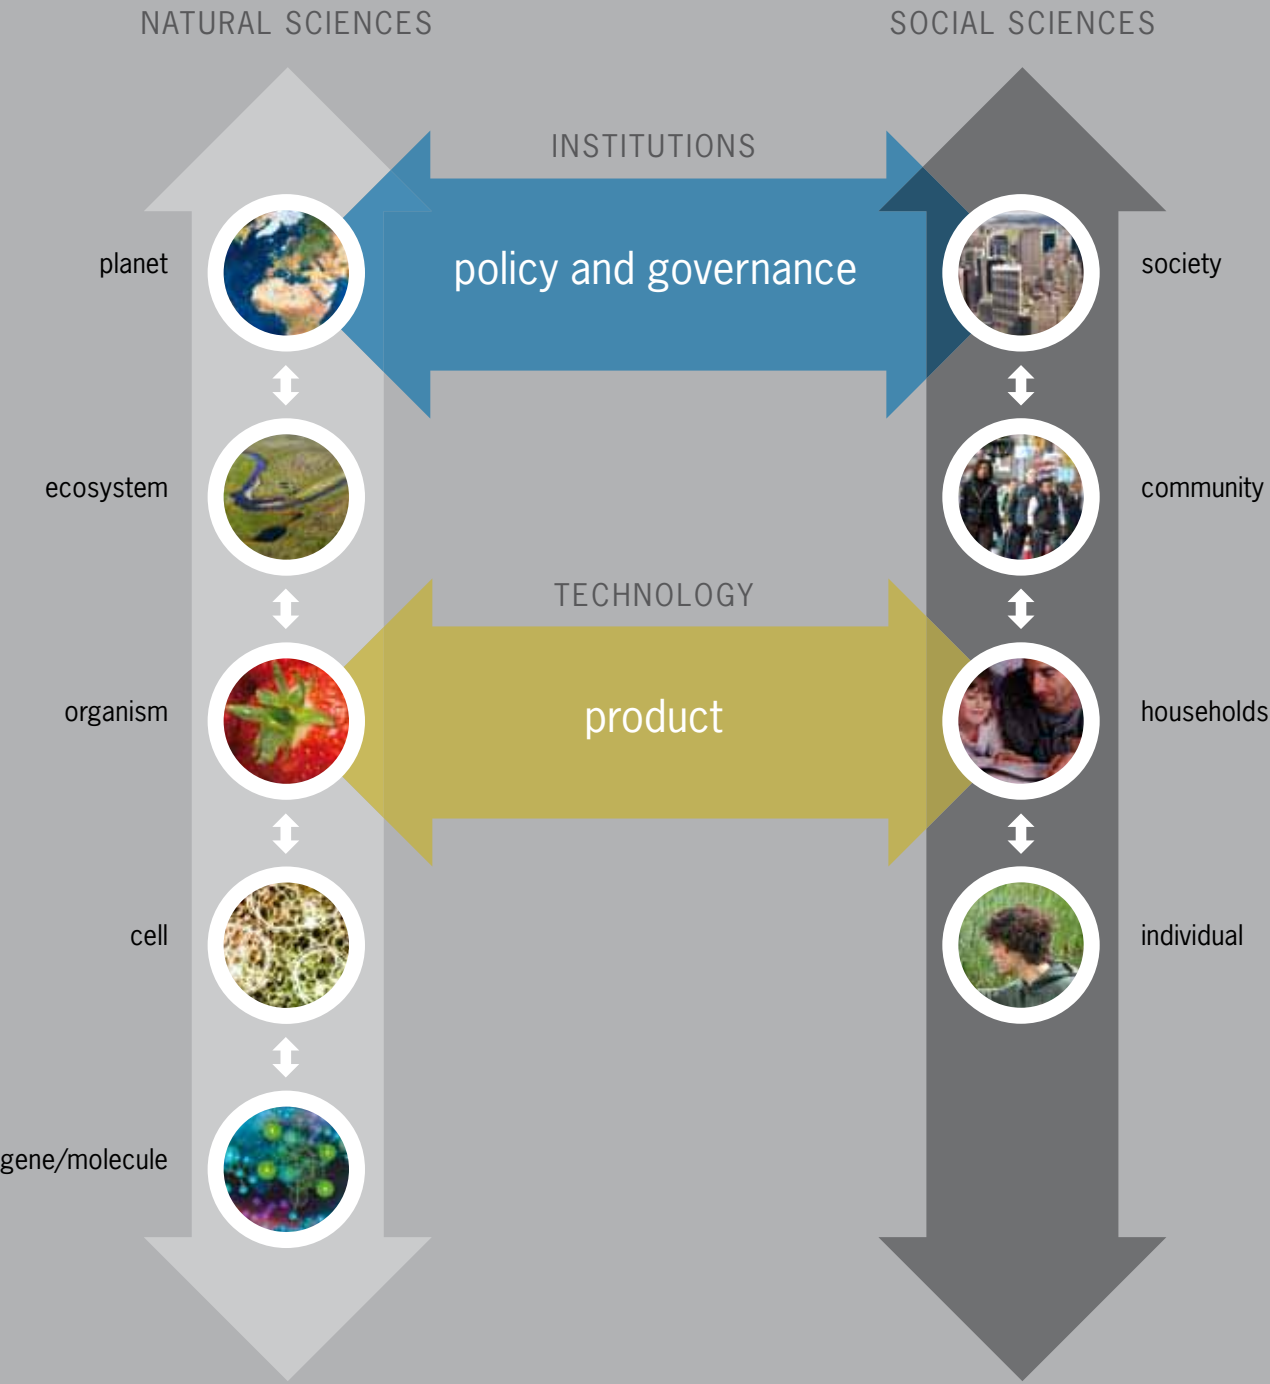 NATURAL SCIENCES
SOCIAL SCIENCES
INSTITUTIONS
policy and governance
planet
society
ecosystem
community
TECHNOLOGY
product
organism
households
cell
individual
gene/molecule